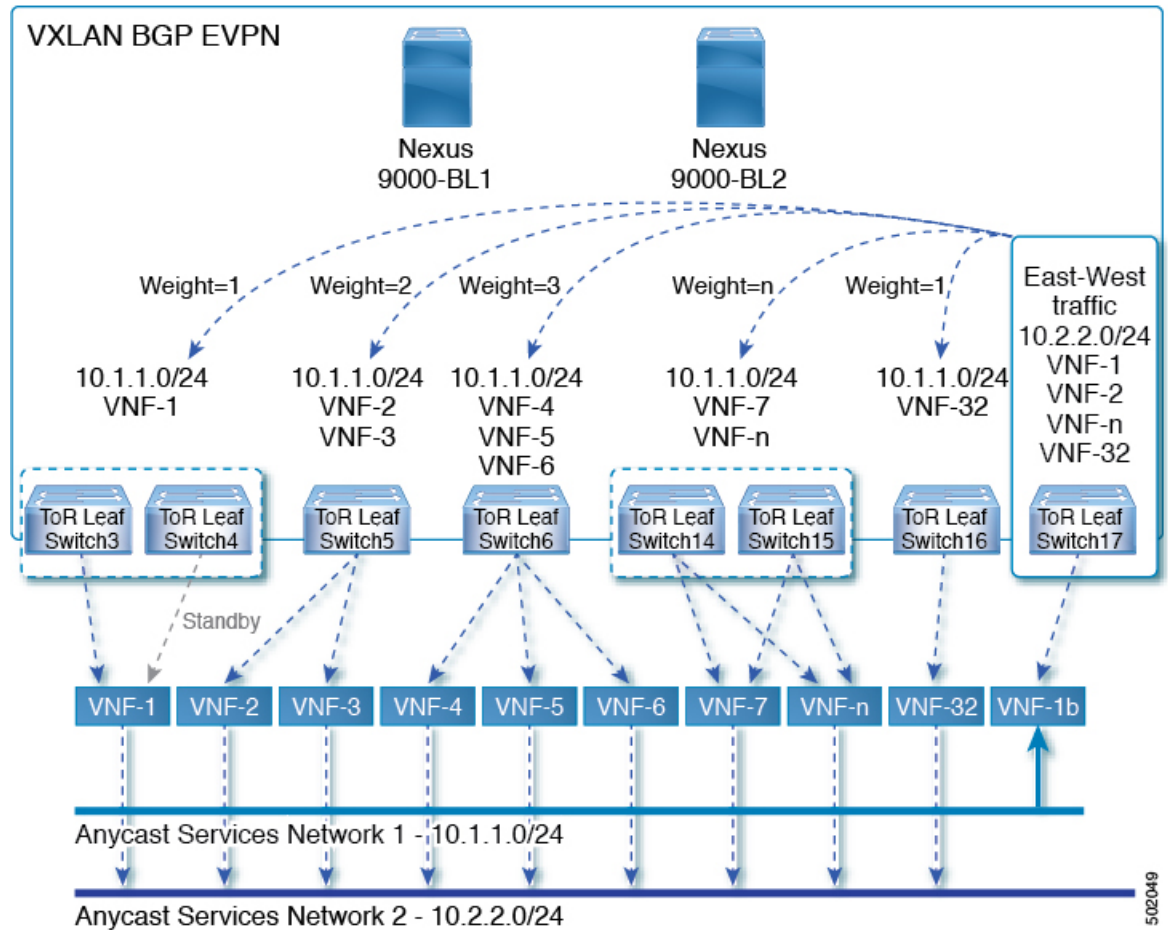 VXLAN BGP EVPN
Nexus
9000-BL1
Nexus
9000-BL2
Weight=1
Weight=2
Weight=3
Weight=n
Weight=1
10.1.1.0/24
VNF-1
10.1.1.0/24
VNF-2
VNF-3
10.1.1.0/24
VNF-4
VNF-5
VNF-6
10.1.1.0/24
VNF-7
VNF-n
10.1.1.0/24
VNF-32
East-West
traffic
10.2.2.0/24
VNF-1
VNF-2
VNF-n
VNF-32
ToR Leaf
Switch3
ToR Leaf
Switch4
ToR Leaf
Switch5
ToR Leaf
Switch6
ToR Leaf
Switch14
ToR Leaf
Switch15
ToR Leaf
Switch16
ToR Leaf
Switch17
Standby
VNF-1
VNF-2
VNF-3
VNF-4
VNF-5
VNF-6
VNF-7
VNF-n
VNF-32
VNF-1b
Anycast Services Network 1 - 10.1.1.0/24
Anycast Services Network 2 - 10.2.2.0/24
502049